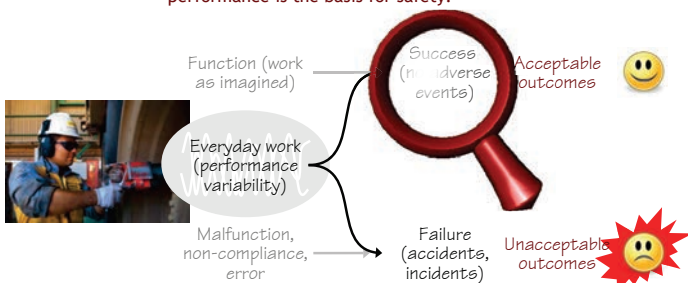 performance is the basis for safety.
Function (work
as imagined)
Success
(no adverse
events)
Acceptable
outcomes
Everyday work
(performance
variability)
Malfunction,
non-compliance,
error
Failure
(accidents,
incidents)
Unacceptable
outcomes